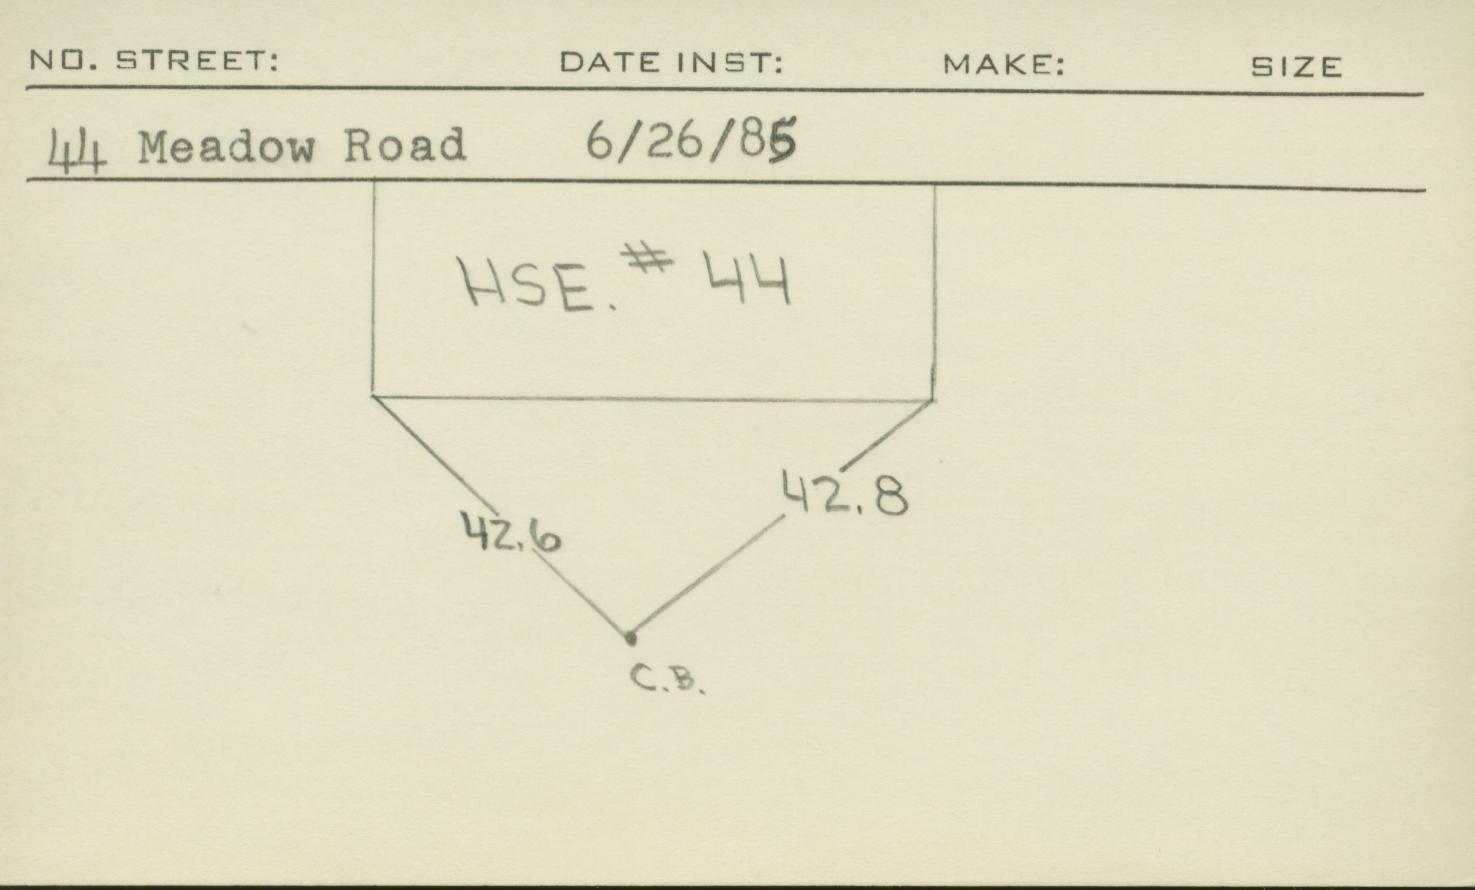 NO. STREET: DATE INST: MAKE: SIZE
44 Meadow Road 6/26/85
HSE. # 44
42.8
42.6
C.B.